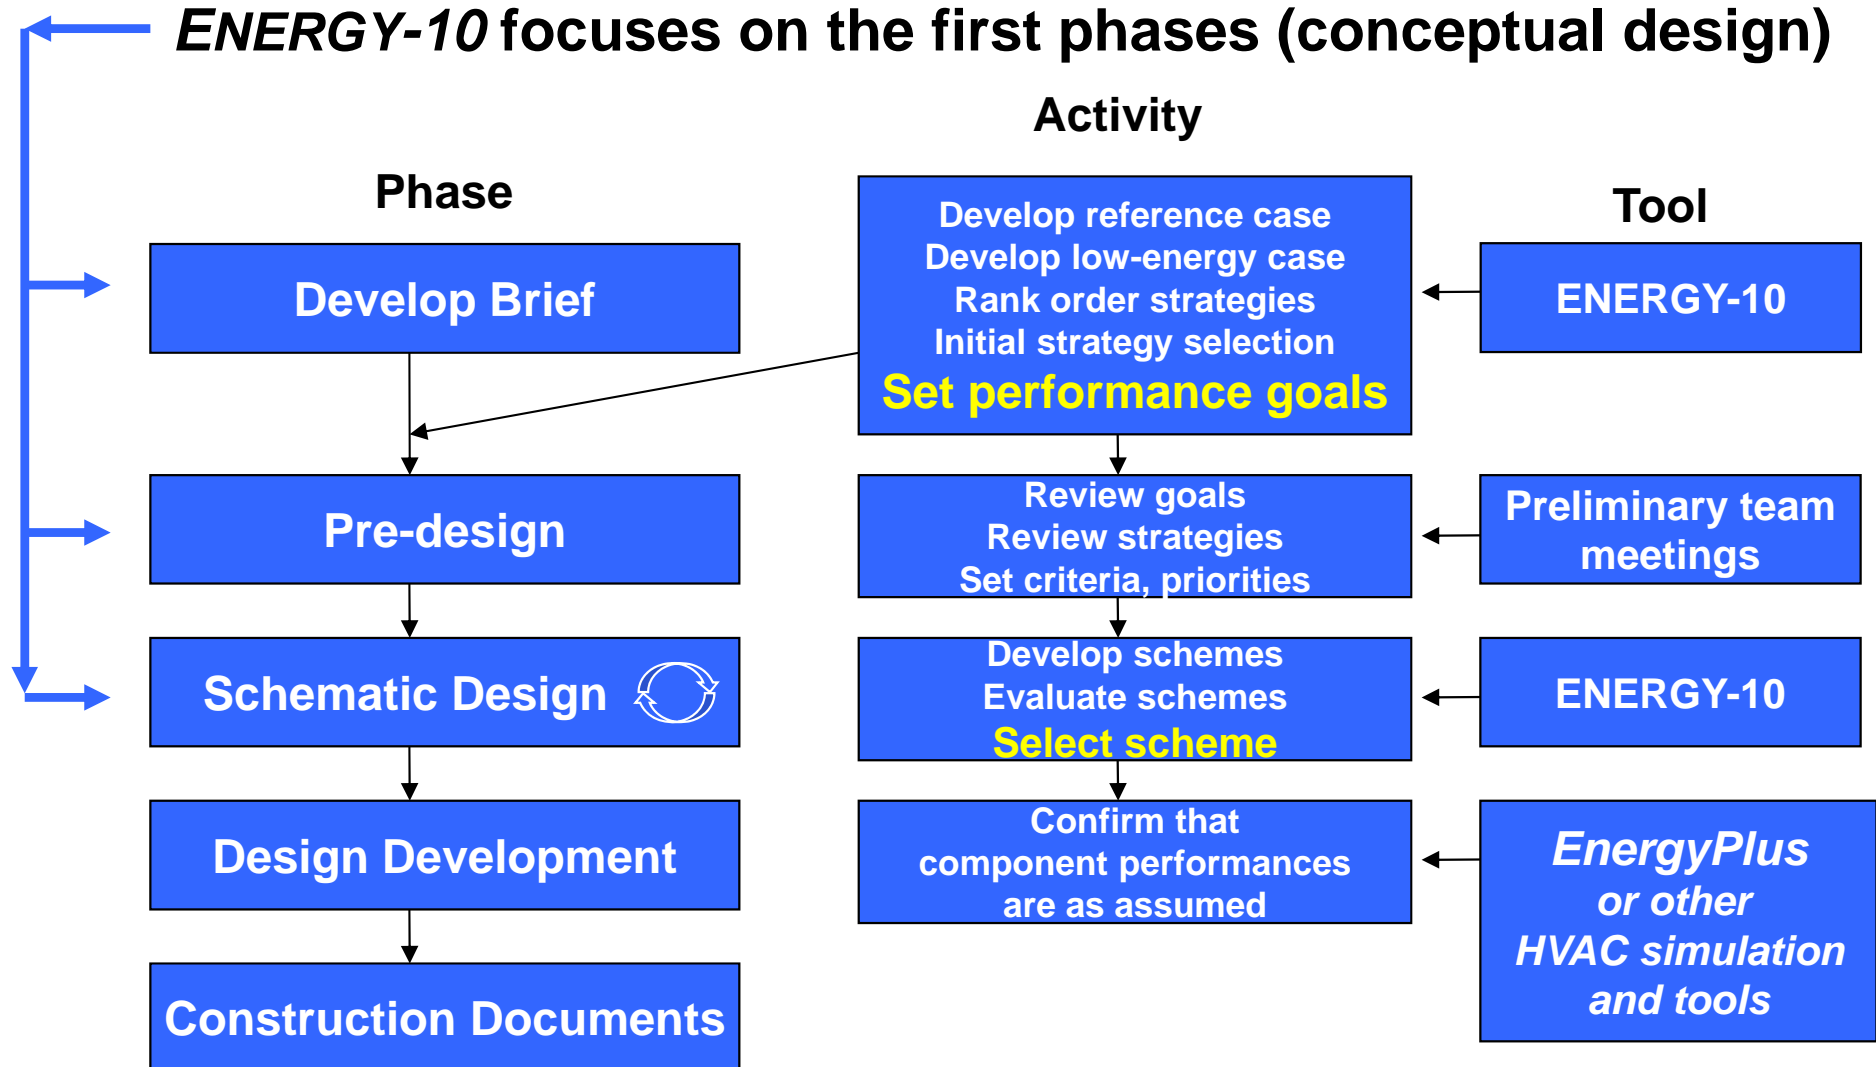 ENERGY-10 focuses on the first phases (conceptual design)
Activity
Phase
Tool
Develop reference case
Develop low-energy case
Rank order strategies
Initial strategy selection
Set performance goals
Develop Brief
ENERGY-10
Pre-design
Review goals
Review strategies
Set criteria, priorities
Preliminary team
meetings
Schematic Design
Develop schemes
Evaluate schemes
Select scheme
ENERGY-10
Design Development
Confirm that
component performances
are as assumed
EnergyPlus
or other
HVAC simulation
and tools
Construction Documents